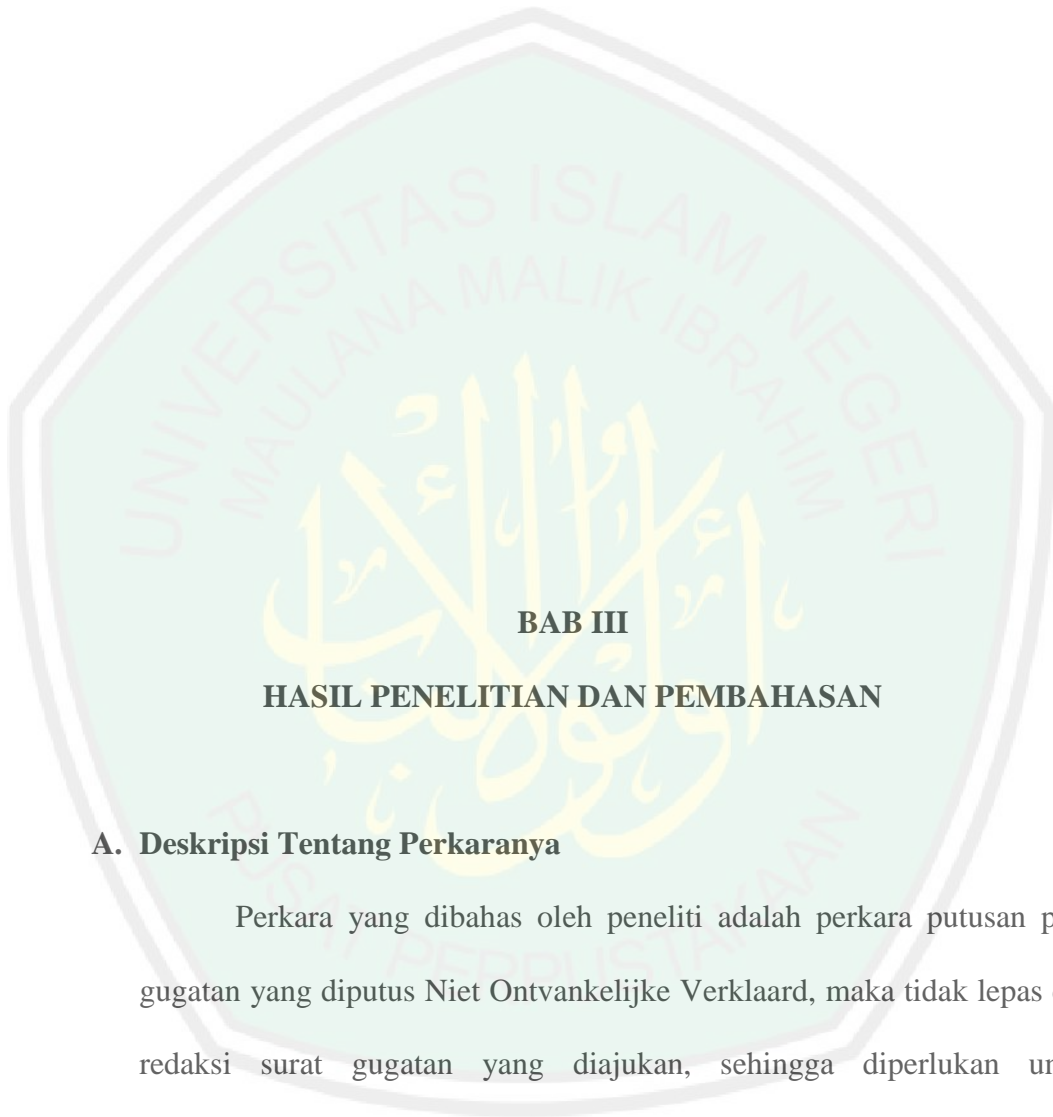 UNIVERSITAS ISLAM NEGERI
MAULANA MALIK IBRAHIM
BAB III
HASIL PENELITIAN DAN PEMBAHASAN
A. Deskripsi Tentang Perkaranya
Perkara yang dibahas oleh peneliti adalah perkara putusan p
gugatan yang diputus Niet Ontvankelijke Verklaard, maka tidak lepas
redaksi surat gugatan yang diajukan, sehingga diperlukan un
PUSAT PERPUSTAKAAN